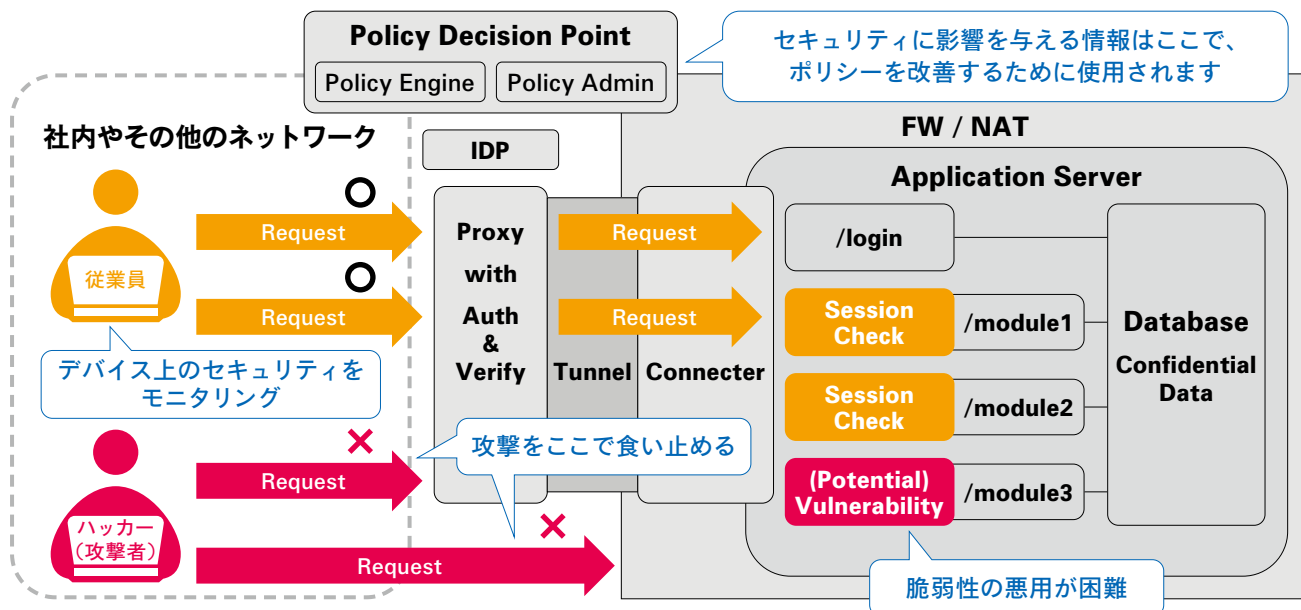 Policy Decision Point
Policy Engine
Policy Admin
セキュリティに影響を与える情報はここで、
ポリシーを改善するために使用されます
社内やその他のネットワーク
IDP
FW / NAT
Application Server
従業員
Request
Request
デバイス上のセキュリティを
モニタリング
Proxy
with
Auth
&
Verify
Tunnel
Connecter
Request
Request
/login
Session
Check
/module1
Session
Check
/module2
(Potential)
Vulnerability
/module3
Database
Confidential
Data
攻撃をここで食い止める
ハッカー
（攻撃者）
Request
Request
脆弱性の悪用が困難